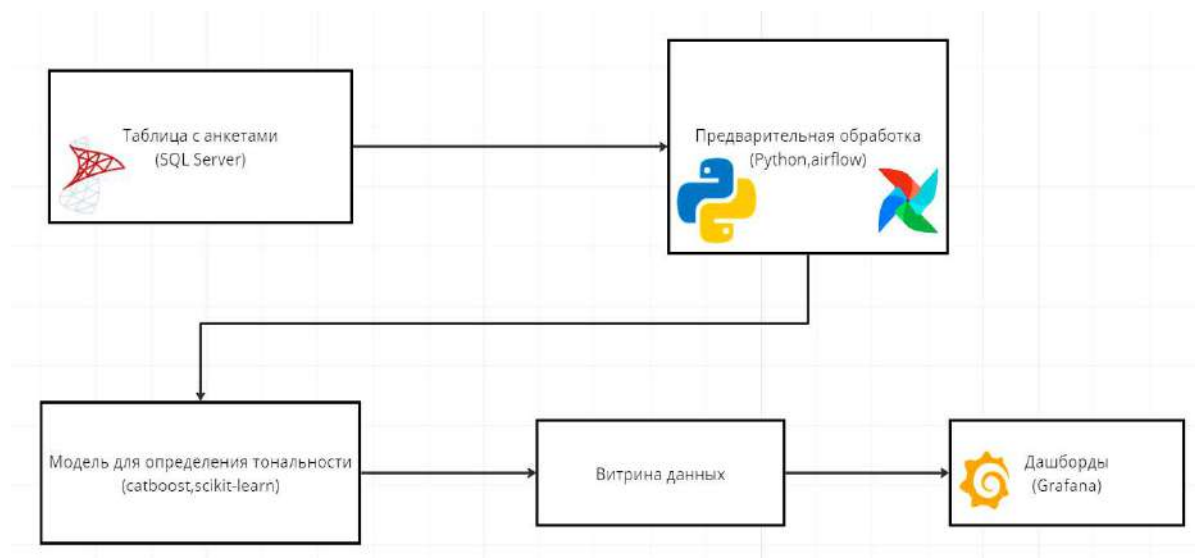 Таблица с анкетами
(SQL Server)
Предварительная обработка
(Python,airflow)
Модель для определения тональности
(catboost,scikit-learn)
Витрина данных
Дашборды
(Grafana)